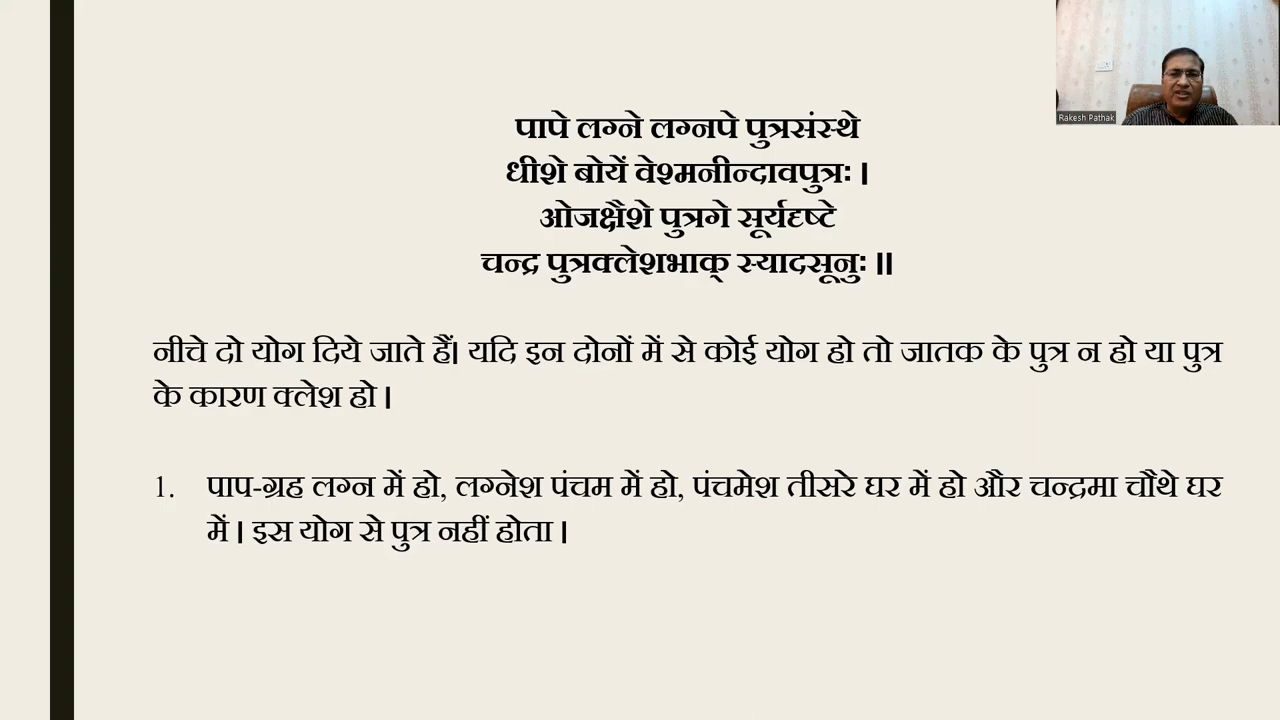 पापे लग्ने लग्नपे पुत्रसंस्थे
धीशे बोर्ये वेश्मनीन्दावपुत्रः ।
ओजर्क्षैशे पुत्रगे सूर्यदृष्टे
चन्द्र पुत्रक्लेशभाक् स्यादसूनुः ॥
Rakesh Pathak
नीचे दो योग दिये जाते हैं। यदि इन दोनों में से कोई योग हो तो जातक के पुत्र न हो या पुत्र
के कारण क्लेश हो ।
1. पाप-ग्रह लग्न में हो, लग्नेश पंचम में हो, पंचमेश तीसरे घर में हो और चन्द्रमा चौथे घर
में । इस योग से पुत्र नहीं होता ।